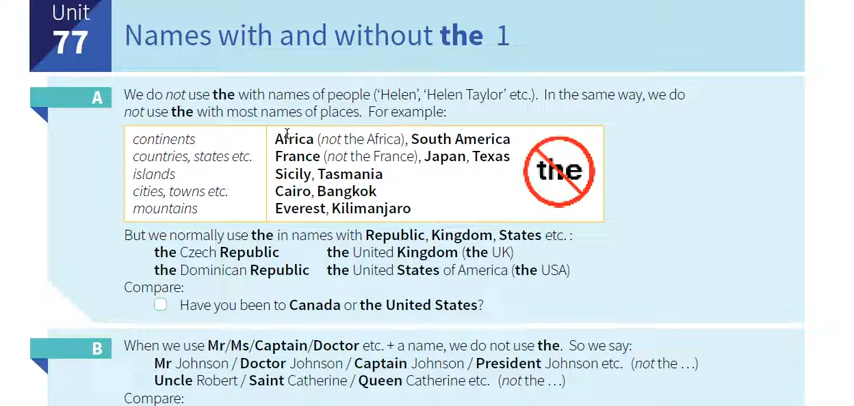 Unit
77
Names with and without the 1
A
We do not use the with names of people (‘Helen’, ‘Helen Taylor’ etc.). In the same way, we do
not use the with most names of places. For example:
continents Africa (not the Africa), South America
countries, states etc. France (not the France), Japan, Texas
islands Sicily, Tasmania
cities, towns etc. Cairo, Bangkok
mountains Everest, Kilimanjaro
the
But we normally use the in names with Republic, Kingdom, States etc. :
the Czech Republic the United Kingdom (the UK)
the Dominican Republic the United States of America (the USA)
Compare:
Have you been to Canada or the United States?
B
When we use Mr/Ms/Captain/Doctor etc. + a name, we do not use the. So we say:
Mr Johnson / Doctor Johnson / Captain Johnson / President Johnson etc. (not the …)
Uncle Robert / Saint Catherine / Queen Catherine etc. (not the …)
Compare: